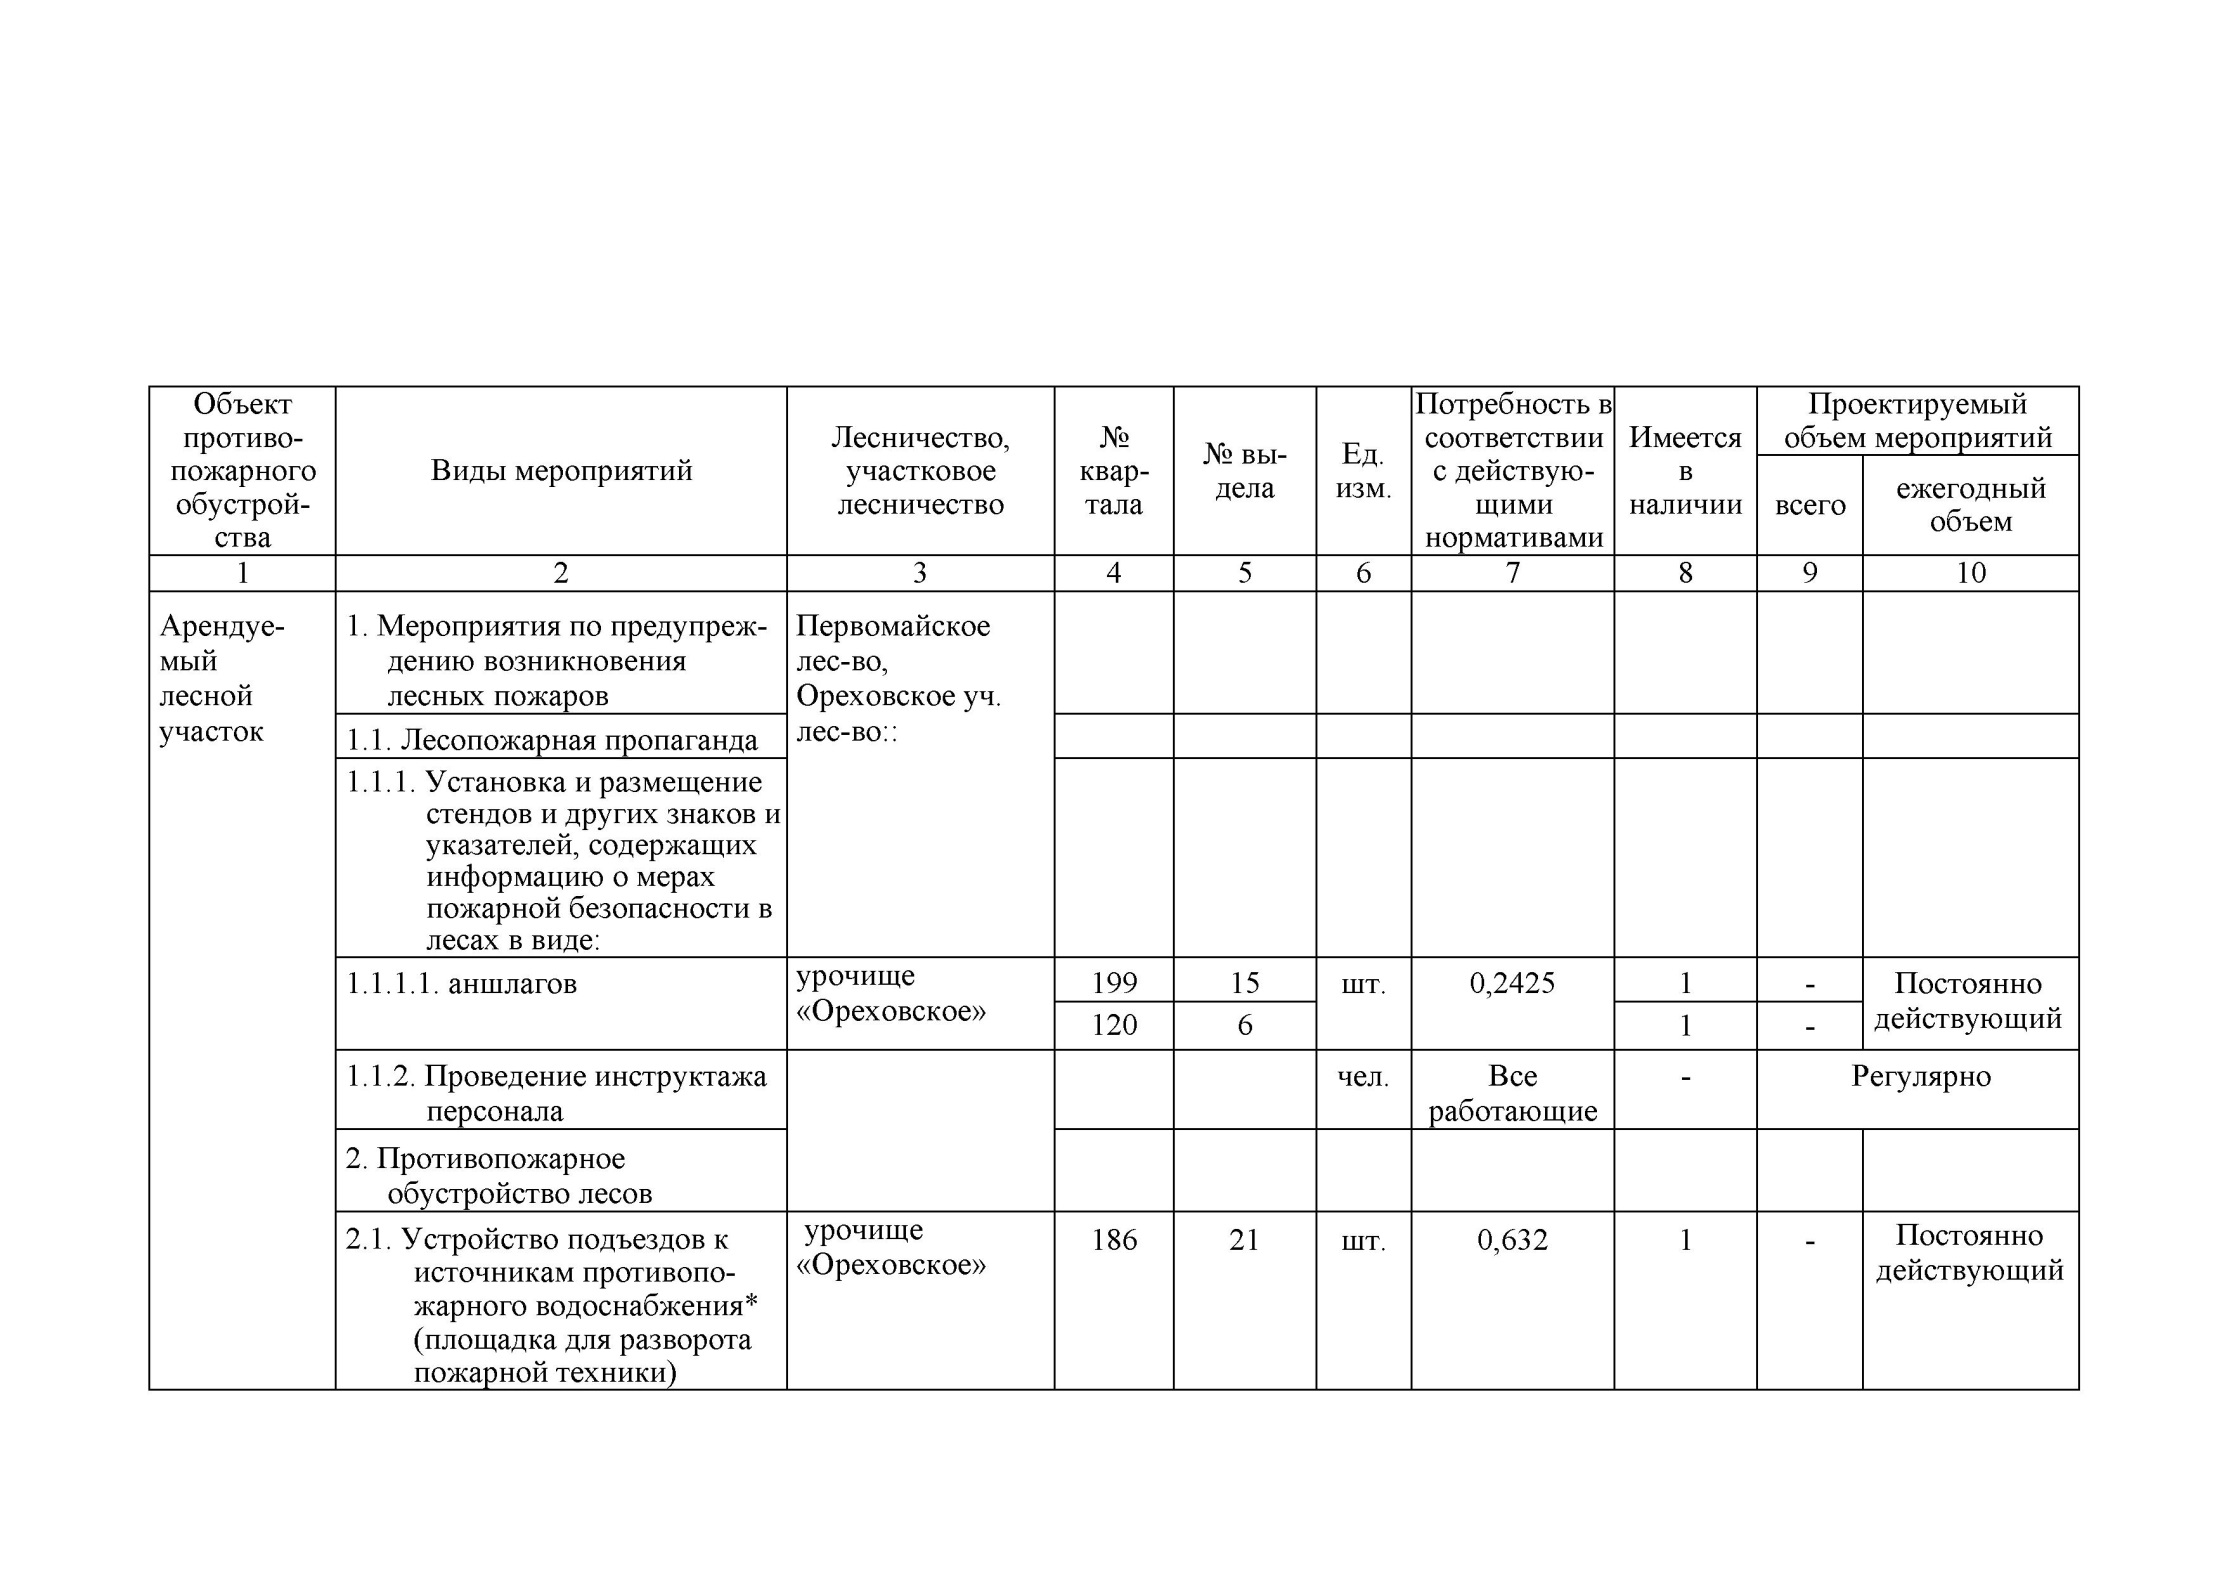 Объект
противо-
пожарного
обустрой-
ства
Виды мероприятий
Лесничество,
участковое
лесничество
№
квар-
тала
№ вы-
дела
Ед.
изм.
Потребность в
соответствии
с действую-
щими
нормативами
Имеется
в
наличии
Проектируемый
объем мероприятий
всего
ежегодный
объем
1 2 3 4 5 6 7 8 9 10
Арендуе-
мый
лесной
участок
1. Мероприятия по предупреж-
дению возникновения
лесных пожаров
Первомайское
лес-во,
Ореховское уч.
лес-во::
1.1. Лесопожарная пропаганда
1.1.1. Установка и размещение
стендов и других знаков и
указателей, содержащих
информацию о мерах
пожарной безопасности в
лесах в виде:
1.1.1.1. аншлагов
урочище
«Ореховское»
199 15 шт. 0,2425 1 -
120 6 1 -
Постоянно
действующий
1.1.2. Проведение инструктажа
персонала
чел.
Все
работающие
-
Регулярно
2. Противопожарное
обустройство лесов
2.1. Устройство подъездов к
источникам противопо-
жарного водоснабжения*
(площадка для разворота
пожарной техники)
урочище
«Ореховское»
186 21 шт. 0,632 1 -
Постоянно
действующий